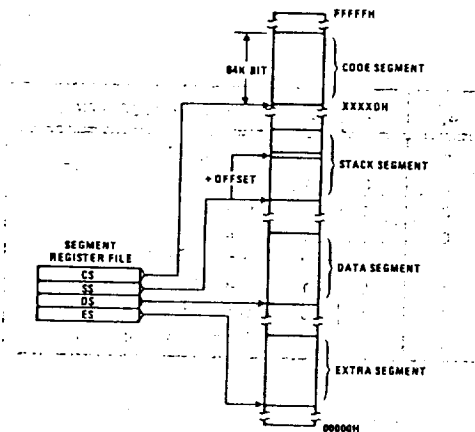 FFFFFH
64K BIT
CODE SEGMENT
XXXX0H
STACK SEGMENT
+ OFFSET
SEGMENT
REGISTER FILE
CS
SS
DS
ES
DATA SEGMENT
EXTRA SEGMENT
00000H